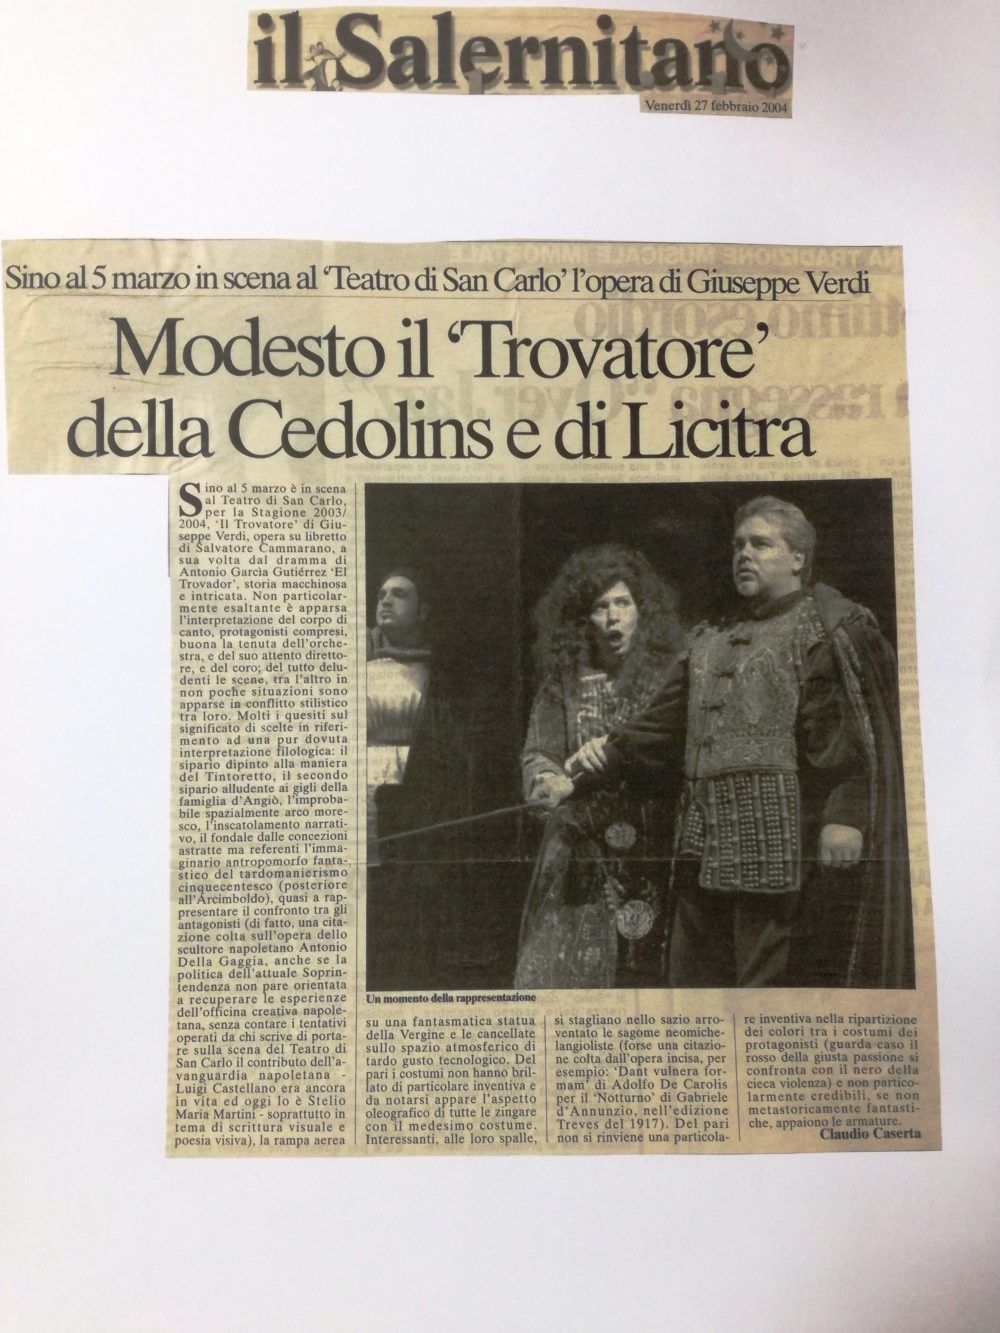 il Salernitano
Venerdì 27 febbraio 2004
Sino al 5 marzo in scena al 'Teatro di San Carlo' l'opera di Giuseppe Verdi
Modesto il 'Trovatore'
della Cedolins e di Licitra
Sino al 5 marzo è in scena
al Teatro di San Carlo,
per la Stagione 2003/
2004, 'Il Trovatore' di Giu-
seppe Verdi, opera su libretto
di Salvatore Cammarano, a
sua volta dal dramma di
Antonio Garcìa Gutiérrez 'El
Trovador', storia macchinosa
e intricata. Non particolar-
mente esaltante è apparsa
l'interpretazione del corpo di
canto, protagonisti compresi,
buona la tenuta dell'orche-
stra, e del suo attento diretto-
re, e del coro; del tutto delu-
denti le scene, tra l'altro in
non poche situazioni sono
apparse in conflitto stilistico
tra loro. Molti i quesiti sul
significato di scelte in riferi-
mento ad una pur dovuta
interpretazione filologica: il
sipario dipinto alla maniera
del Tintoretto, il secondo
sipario alludente ai gigli della
famiglia d'Angiò, l'improba-
bile spazialmente arco more-
sco, l'inscatolamento narrati-
vo, il fondale dalle concezioni
astratte ma referenti l'imma-
ginario antropomorfo fanta-
stico del tardomanierismo
cinquecentesco (posteriore
all'Arcimboldo), quasi a rap-
presentare il confronto tra gli
antagonisti (di fatto, una cita-
zione colta sull'opera dello
scultore napoletano Antonio
Della Gaggia, anche se la
politica dell'attuale Soprin-
tendenza non pare orientata
a recuperare le esperienze
dell'officina creativa napole-
tana, senza contare i tentativi
operati da chi scrive di porta-
re sulla scena del Teatro di
San Carlo il contributo dell'a-
vanguardia napoletana -
Luigi Castellano era ancora
in vita ed oggi lo è Stelio
Maria Martini - soprattutto in
tema di scrittura visuale e
poesia visiva), la rampa aerea
Un momento della rappresentazione
su una fantasmatica statua
della Vergine e le cancellate
sullo spazio atmosferico di
tardo gusto tecnologico. Del
pari i costumi non hanno bril-
lato di particolare inventiva e
da notarsi appare l'aspetto
oleografico di tutte le zingare
con il medesimo costume.
Interessanti, alle loro spalle,
si stagliano nello sazio arro-
ventato le sagome neomiche-
langioliste (forse una citazio-
ne colta dall'opera incisa, per
esempio: 'Dant vulnera for-
mam' di Adolfo De Carolis
per il 'Notturno' di Gabriele
d'Annunzio, nell'edizione
Treves del 1917). Del pari
non si rinviene una particola-
re inventiva nella ripartizione
dei colori tra i costumi dei
protagonisti (guarda caso il
rosso della giusta passione si
confronta con il nero della
cieca violenza) e non partico-
larmente credibili, se non
metastoricamente fantasti-
che, appaiono le armature.
Claudio Caserta